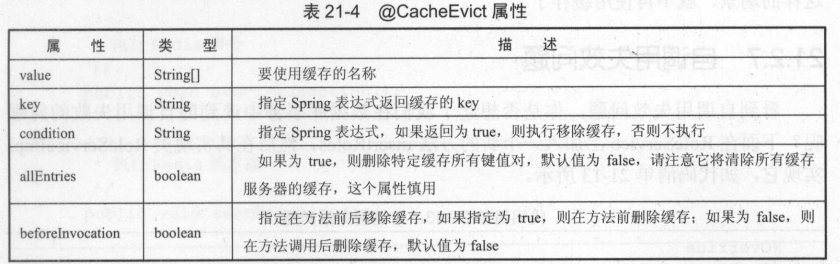 表 21-4 @CacheEvict 属性
属 性 类 型 描 述
value String[] 要使用缓存的名称
key String 指定 Spring 表达式返回缓存的 key
condition String 指定 Spring 表达式，如果返回为 true，则执行移除缓存，否则不执行
allEntries boolean 如果为 true，则删除特定缓存所有键值对，默认值为 false，请注意它将清除所有缓存
服务器的缓存，这个属性慎用
beforeInvocation boolean 指定在方法前后移除缓存，如果指定为 true，则在方法前删除缓存；如果为 false，则
在方法调用后删除缓存，默认值为 false